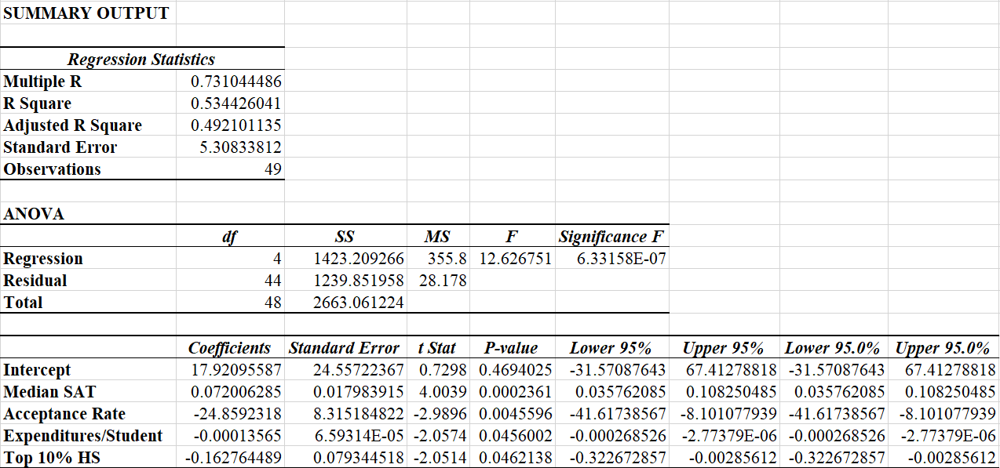 SUMMARY OUTPUT
Regression Statistics
Multiple R 0.731044486
R Square 0.534426041
Adjusted R Square 0.492101135
Standard Error 5.30833812
Observations 49
ANOVA
df SS MS F Significance F
Regression 4 1423.209266 355.8 12.626751 6.33158E-07
Residual 44 1239.851958 28.178
Total 48 2663.061224
Coefficients Standard Error t Stat P-value Lower 95% Upper 95% Lower 95.0% Upper 95.0%
Intercept 17.92095587 24.55722367 0.7298 0.4694025 -31.57087643 67.41278818 -31.57087643 67.41278818
Median SAT 0.072006285 0.017983915 4.0039 0.0002361 0.035762085 0.108250485 0.035762085 0.108250485
Acceptance Rate -24.8592318 8.315184822 -2.9896 0.0045596 -41.61738567 -8.101077939 -41.61738567 -8.101077939
Expenditures/Student -0.00013565 6.59314E-05 -2.0574 0.0456002 -0.000268526 -2.77379E-06 -0.000268526 -2.77379E-06
Top 10% HS -0.162764489 0.079344518 -2.0514 0.0462138 -0.322672857 -0.00285612 -0.322672857 -0.00285612